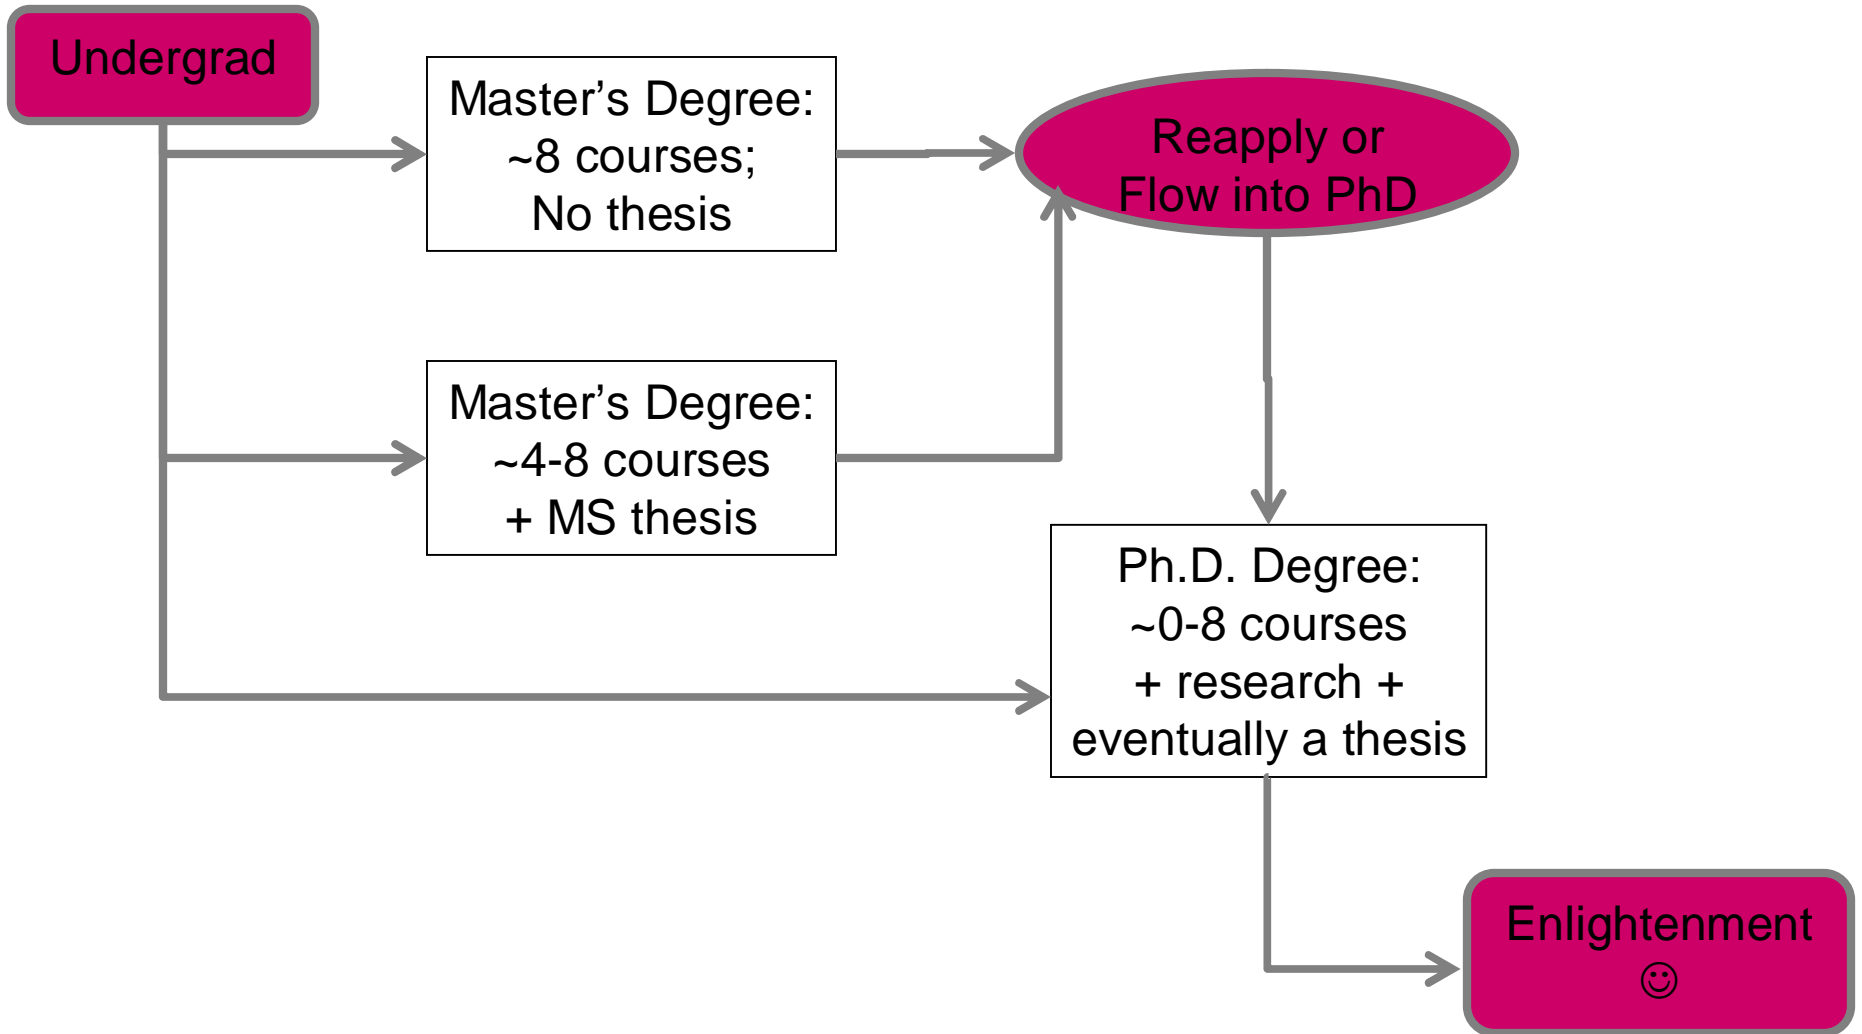 Undergrad
Master’s Degree:
~8 courses;
No thesis
Reapply or
Flow into PhD
Master’s Degree:
~4-8 courses
+ MS thesis
Ph.D. Degree:
~0-8 courses
+ research +
eventually a thesis
Enlightenment
☺